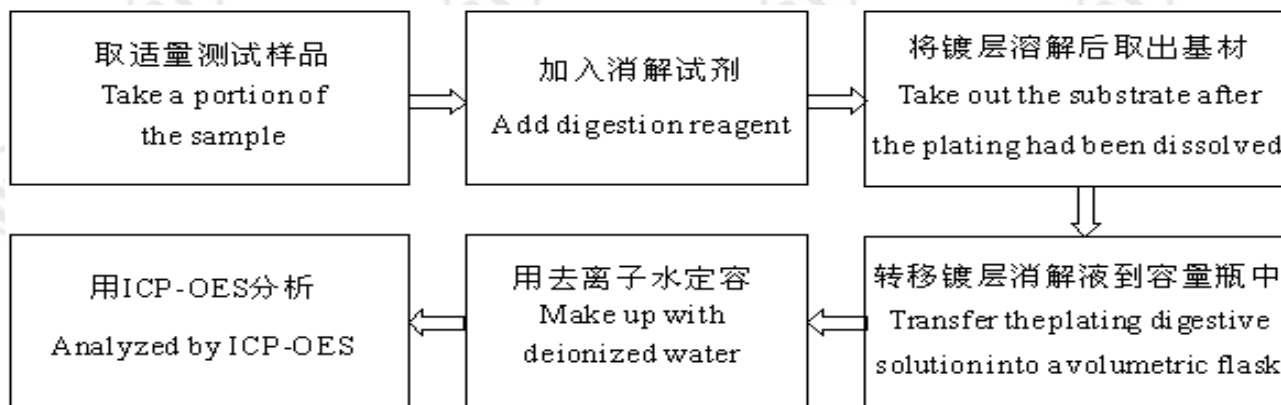 取适量测试样品
Take a portion of
the sample
加入消解试剂
Add digestion reagent
将镀层溶解后取出基材
Take out the substrate after
the plating had been dissolved
转移镀层消解液到容量瓶中
Transfer the plating digestive
solution into a volumetric flask
用去离子水定容
Make up with
deionized water
用ICP-OES分析
Analyzed by ICP-OES